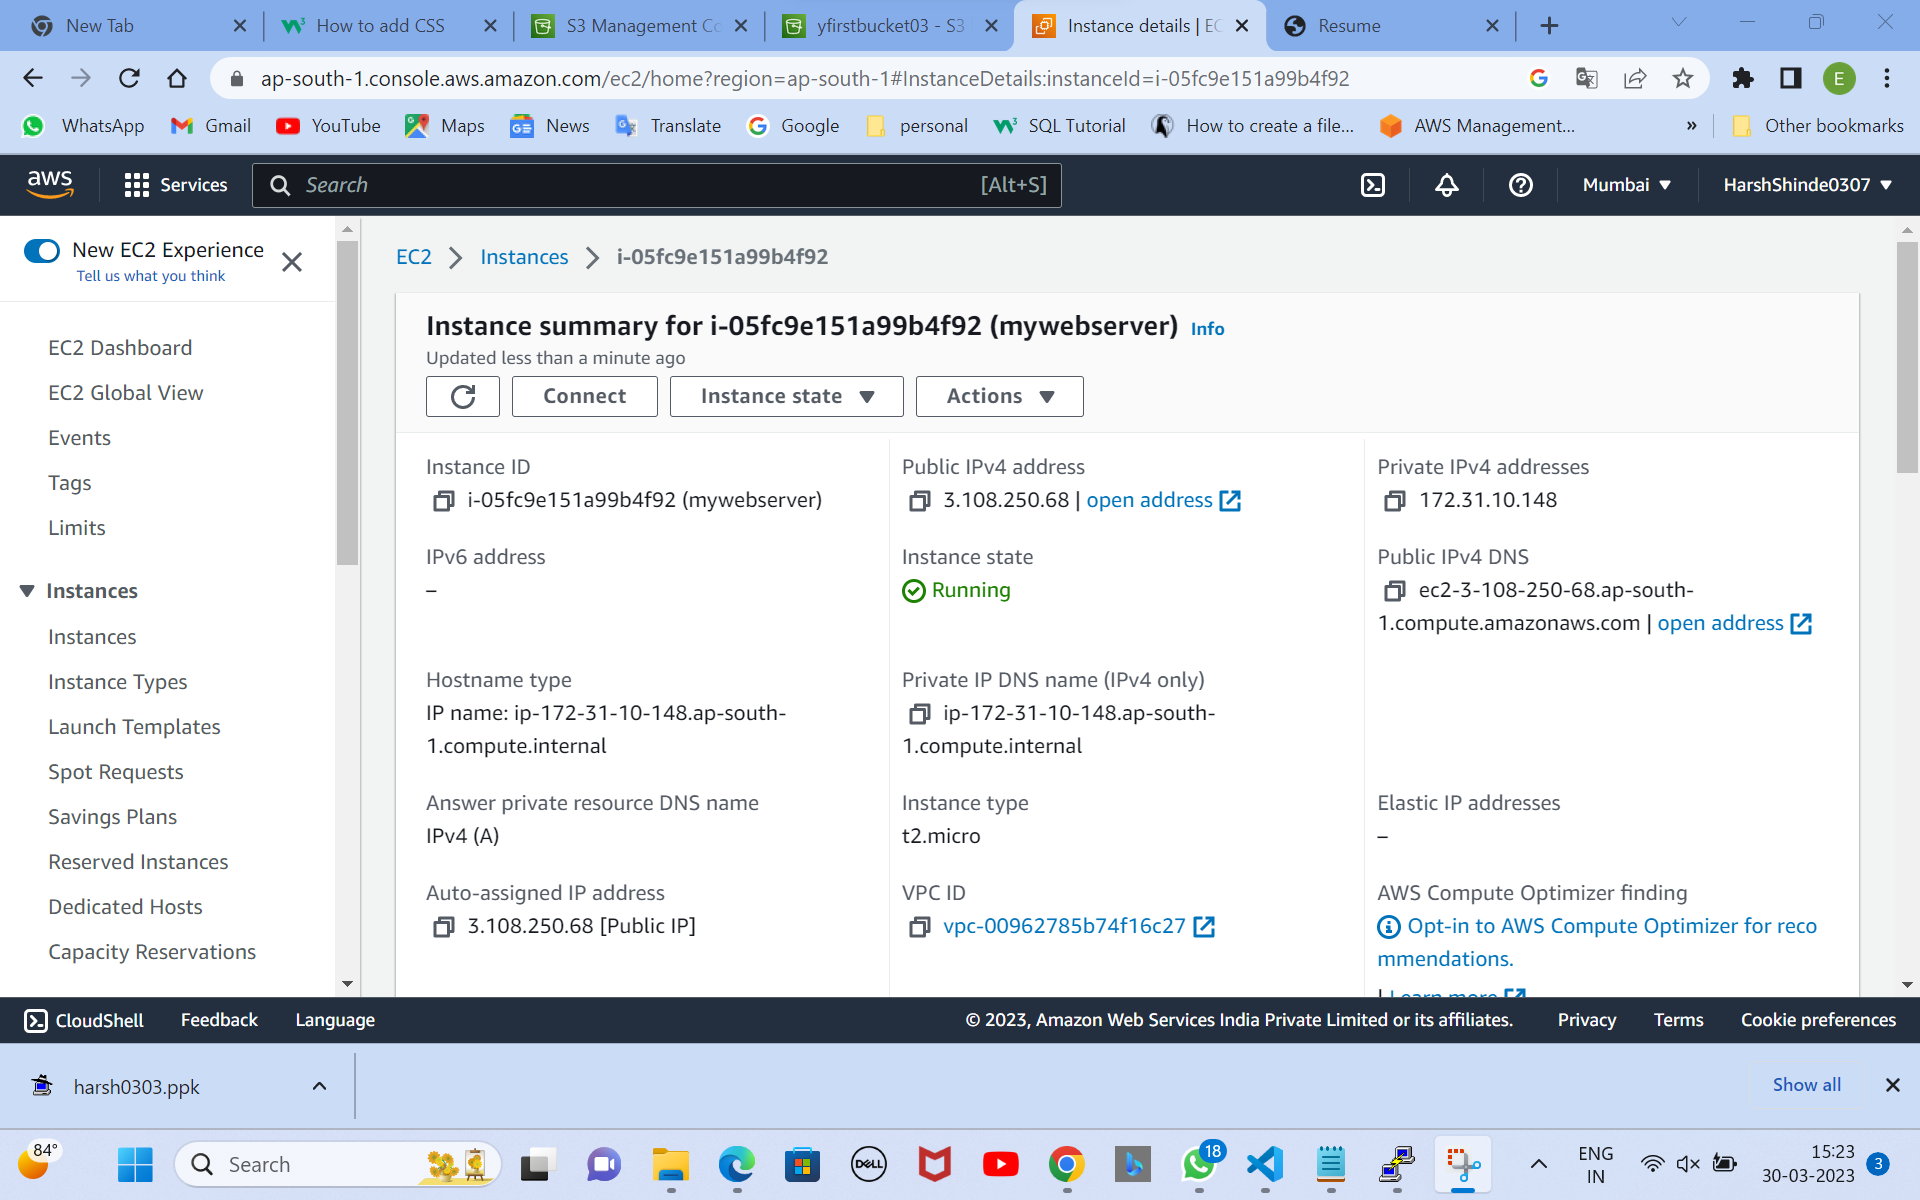 New Tab
How to add CSS
S3 Management Co
yfirstbucket03 - S3
Instance details | EC
Resume
ap-south-1.console.aws.amazon.com/ec2/home?region=ap-south-1#InstanceDetails:instanceId=i-05fc9e151a99b4f92
E
WhatsApp
Gmail
YouTube
Maps
News
Translate
Google
personal
SQL Tutorial
How to create a file...
AWS Management...
»
Other bookmarks
aws
Services
Search
[Alt+S]
Mumbai
HarshShinde0307
New EC2 Experience
Tell us what you think
EC2 Dashboard
EC2 Global View
Events
Tags
Limits
Instances
Instances
Instance Types
Launch Templates
Spot Requests
Savings Plans
Reserved Instances
Dedicated Hosts
Capacity Reservations
EC2 > Instances > i-05fc9e151a99b4f92
Instance summary for i-05fc9e151a99b4f92 (mywebserver) Info
Updated less than a minute ago
Connect
Instance state
Actions
Instance ID
i-05fc9e151a99b4f92 (mywebserver)
Public IPv4 address
3.108.250.68 | open address
Private IPv4 addresses
172.31.10.148
IPv6 address
–
Instance state
Running
Public IPv4 DNS
ec2-3-108-250-68.ap-south-
1.compute.amazonaws.com | open address
Hostname type
IP name: ip-172-31-10-148.ap-south-
1.compute.internal
Private IP DNS name (IPv4 only)
ip-172-31-10-148.ap-south-
1.compute.internal
Answer private resource DNS name
IPv4 (A)
Instance type
t2.micro
Elastic IP addresses
–
Auto-assigned IP address
3.108.250.68 [Public IP]
VPC ID
vpc-00962785b74f16c27
AWS Compute Optimizer finding
Opt-in to AWS Compute Optimizer for reco
mmendations.
| Learn more
CloudShell
Feedback
Language
© 2023, Amazon Web Services India Private Limited or its affiliates.
Privacy
Terms
Cookie preferences
harsh0303.ppk
Show all
84°
Search
DELL
18
ENG
IN
15:23
30-03-2023
3